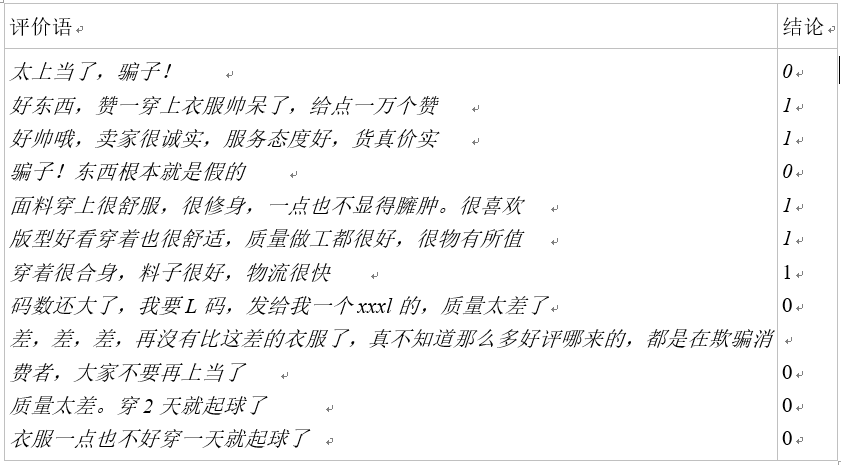 评价语 结论
太上当了，骗子！ 0
好东西，赞一穿上衣服帅呆了，给点一万个赞 1
好帅哦，卖家很诚实，服务态度好，货真价实 1
骗子！东西根本就是假的 0
面料穿上很舒服，很修身，一点也不显得臃肿。很喜欢 1
版型好看穿着也很舒适，质量做工都很好，很物有所值 1
穿着很合身，料子很好，物流很快 1
码数还大了，我要L 码，发给我一个xxxl 的，质量太差了 0
差，差，差，再沒有比这差的衣服了，真不知道那么多好评哪来的，都是在欺骗消
费者，大家不要再上当了 0
质量太差。穿2 天就起球了 0
衣服一点也不好穿一天就起球了 0